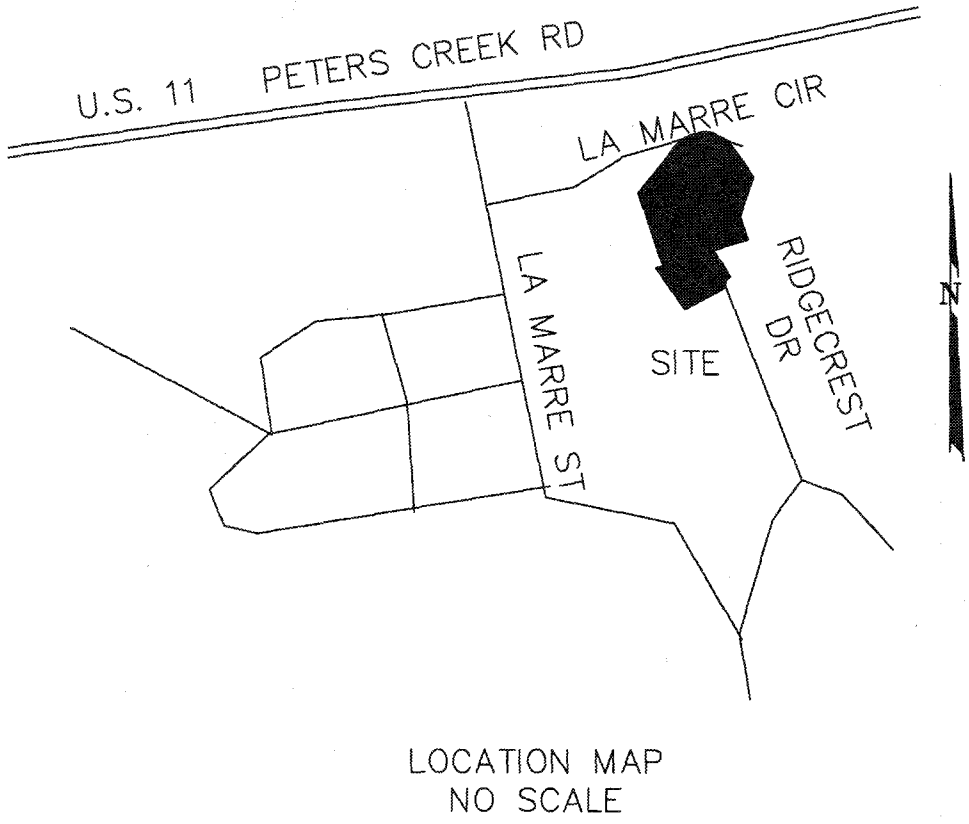 U.S. 11 PETERS CREEK RD
LA MARRE CIR
LA MARRE ST
RIDGECREST
DR
N
SITE
LOCATION MAP
NO SCALE